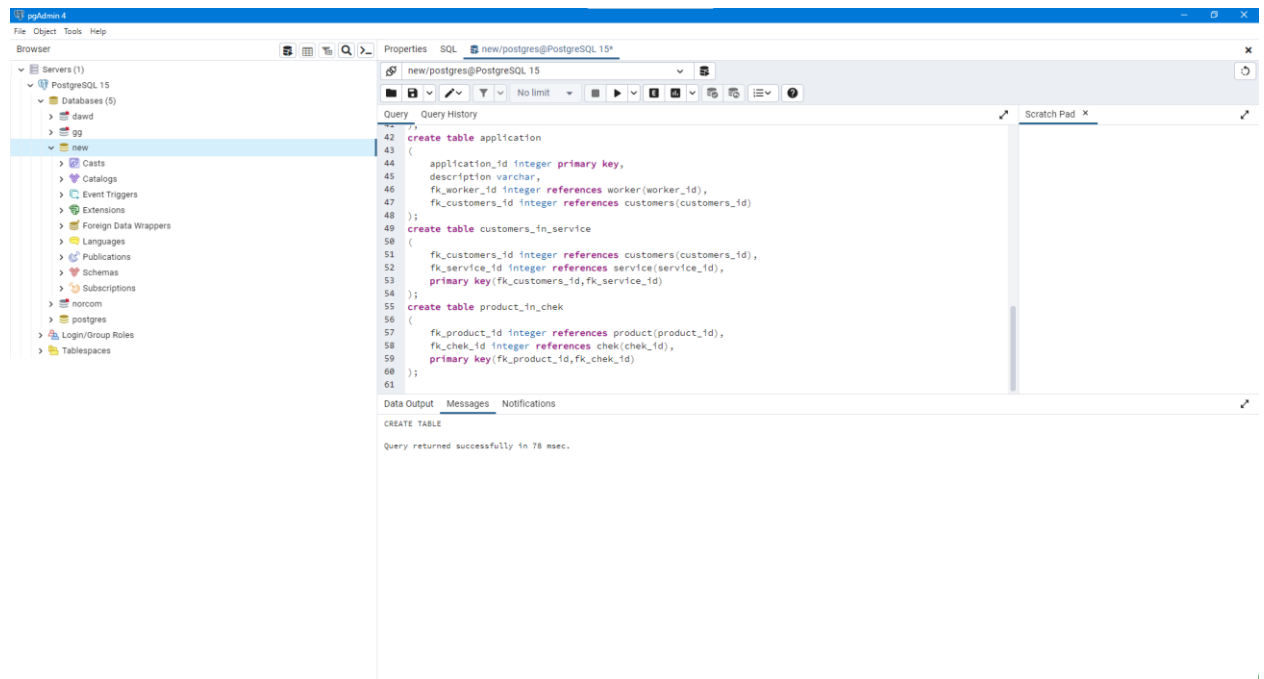 pgAdmin 4
File Object Tools Help
Browser
Servers (1)
PostgreSQL 15
Databases (5)
dawd
gg
new
Casts
Catalogs
Event Triggers
Extensions
Foreign Data Wrappers
Languages
Publications
Schemas
Subscriptions
norcom
postgres
Login/Group Roles
Tablespaces
Properties SQL new/postgres@PostgreSQL 15*
new/postgres@PostgreSQL 15
No limit
Query Query History
Scratch Pad
41 );
42 create table application
43 (
44 application_id integer primary key,
45 description varchar,
46 fk_worker_id integer references worker(worker_id),
47 fk_customers_id integer references customers(customers_id)
48 );
49 create table customers_in_service
50 (
51 fk_customers_id integer references customers(customers_id),
52 fk_service_id integer references service(service_id),
53 primary key(fk_customers_id,fk_service_id)
54 );
55 create table product_in_chek
56 (
57 fk_product_id integer references product(product_id),
58 fk_chek_id integer references chek(chek_id),
59 primary key(fk_product_id,fk_chek_id)
60 );
61
Data Output Messages Notifications
CREATE TABLE
Query returned successfully in 78 msec.